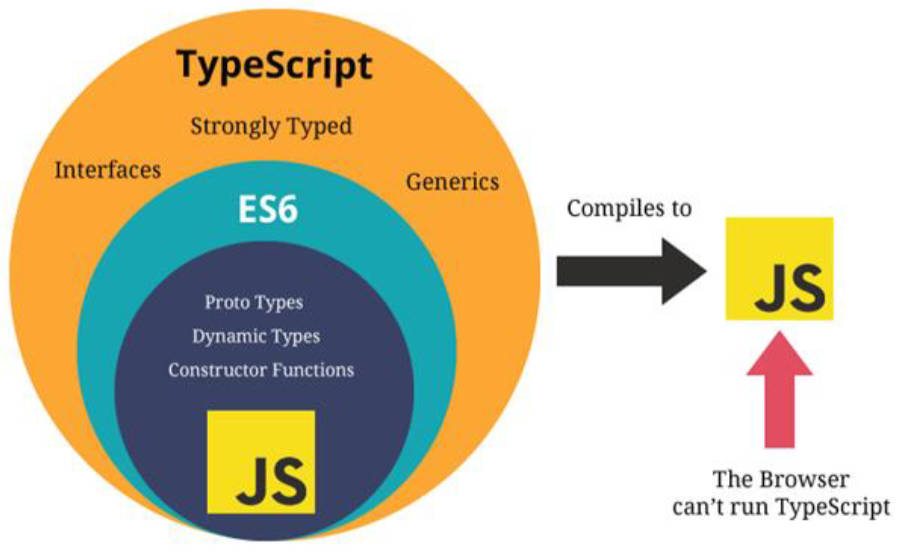 TypeScript
Strongly Typed
Interfaces
Generics
ES6
Proto Types
Dynamic Types
Constructor Functions
JS
Compiles to
JS
The Browser
can't run TypeScript